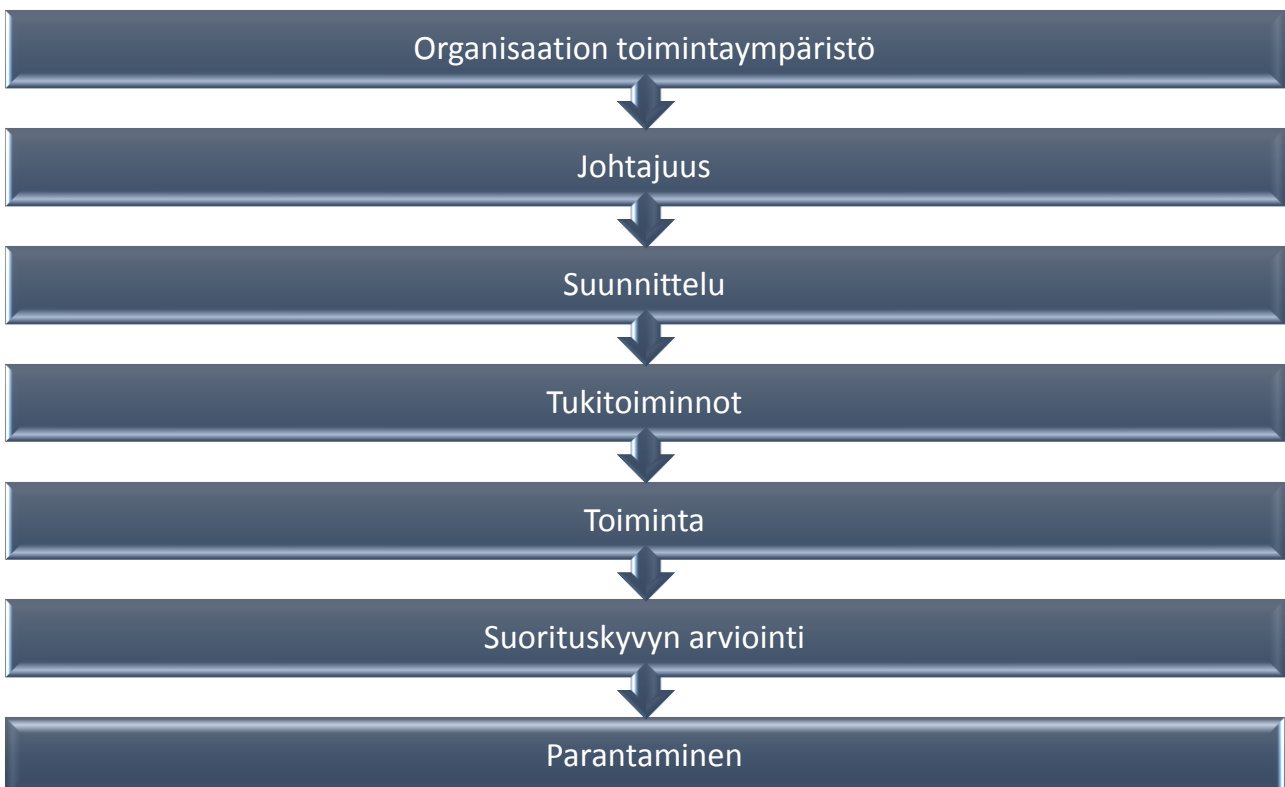 Organisaation toimintaympäristö
Johtajuus
Suunnittelu
Tukitoiminnot
Toiminta
Suorituskyvyn arviointi
Parantaminen